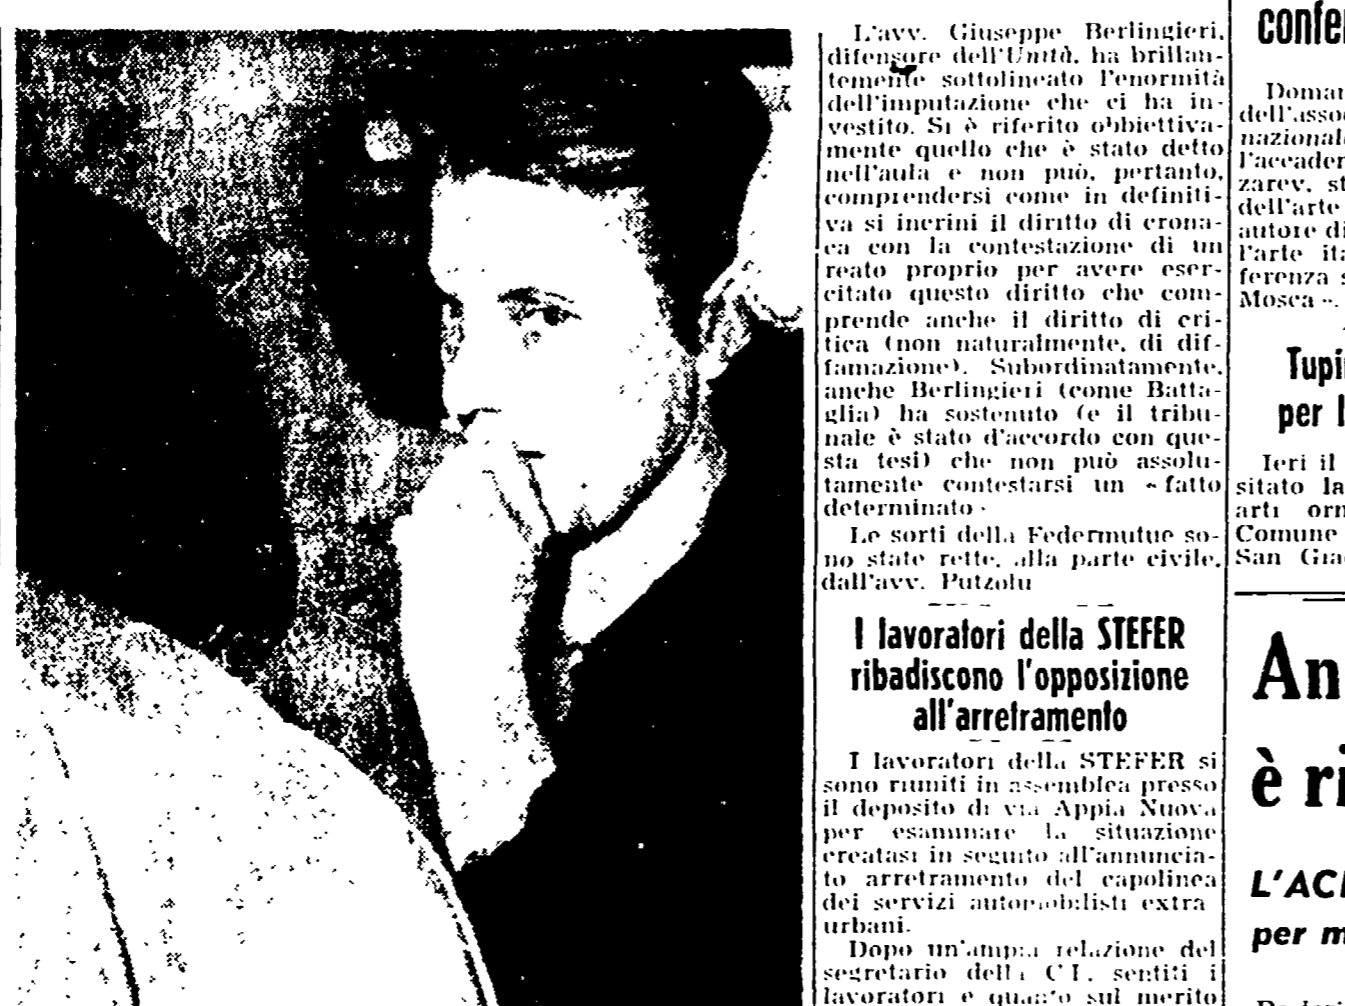 L'avv. Giuseppe Berlingieri,
difensore dell'Unità, ha brillan-
temente sottolineato l'enormità
dell'imputazione che ci ha in-
vestito. Si è riferito obbiettiva-
mente quello che è stato detto
nell'aula e non può, pertanto,
comprendersi come in definiti-
va si incrini il diritto di crona-
ca con la contestazione di un
reato proprio per avere eser-
citato questo diritto che com-
prende anche il diritto di cri-
tica (non naturalmente, di dif-
famazione). Subordinatamente,
anche Berlingieri (come Batta-
glia) ha sostenuto (e il tribu-
nale è stato d'accordo con que-
sta tesi) che non può assolu-
tamente contestarsi un « fatto
determinato »
Le sorti della Federmutue so-
no state rette, alla parte civile,
dall'avv. Putzolu
I lavoratori della STEFER
ribadiscono l'opposizione
all'arretramento
I lavoratori della STEFER si
sono riuniti in assemblea presso
il deposito di via Appia Nuova
per esaminare la situazione
creatasi in seguito all'annuncia-
to arretramento del capolinea
dei servizi automobilisti extra
urbani.
Dopo un'ampia relazione del
segretario della C.I. sentiti i
lavoratori e quanto sul merito
confe
Doman
dell'asso
nazional
l'accader
zarev, st
dell'arte
autore di
l'arte ita
ferenza s
Mosca ».
Tupi
per l
Ieri il
sitato la
arti orn
Comune
San Gia
An
è ri
L'ACI
per m